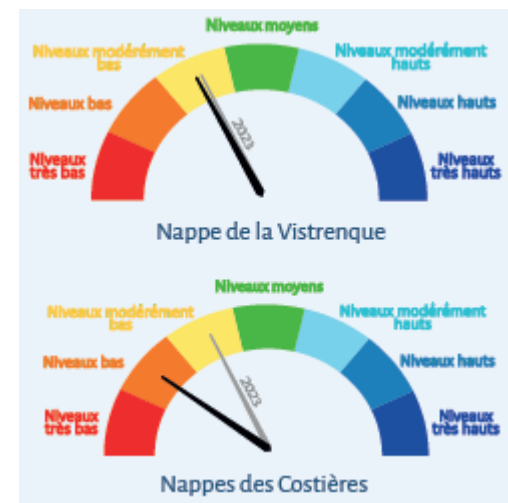 Niveaux moyens
Niveaux modérément
bas
Niveaux modérément
hauts
Niveaux bas
Niveaux hauts
2023
Niveaux
très bas
Niveaux
très hauts
Nappe de la Vistrenque
Niveaux moyens
Niveaux modérément
bas
Niveaux modérément
hauts
Niveaux bas
Niveaux hauts
2023
Niveaux
très bas
Niveaux
très hauts
Nappes des Costières